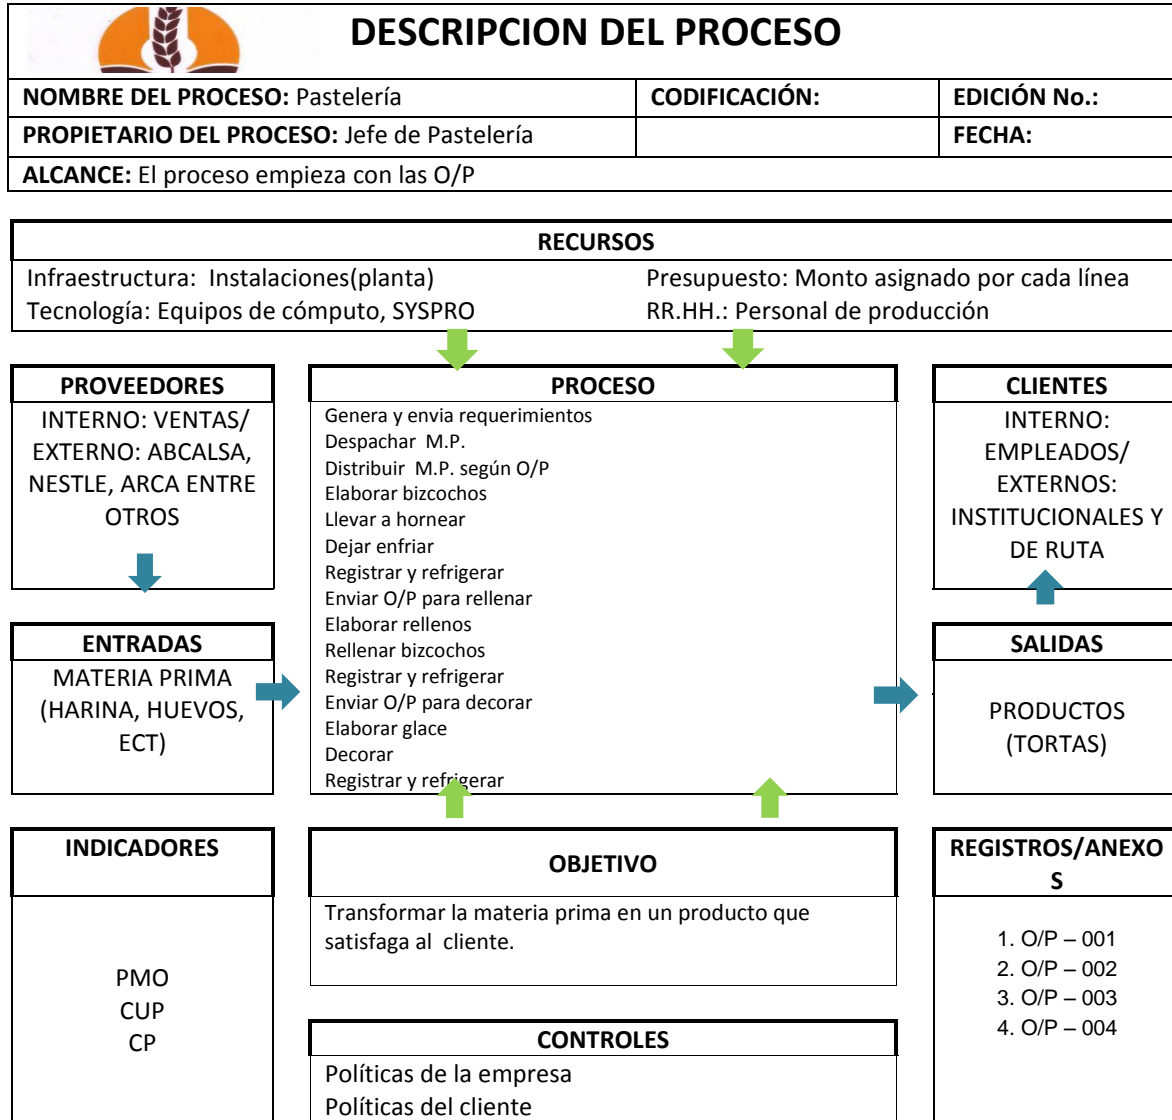 DESCRIPCION DEL PROCESO
NOMBRE DEL PROCESO: Pastelería
CODIFICACIÓN:
EDICIÓN No.:
PROPIETARIO DEL PROCESO: Jefe de Pastelería
FECHA:
ALCANCE: El proceso empieza con las O/P
RECURSOS
Infraestructura: Instalaciones(planta)
Presupuesto: Monto asignado por cada línea
Tecnología: Equipos de cómputo, SYSPRO
RR.HH.: Personal de producción
PROVEEDORES
INTERNO: VENTAS/
EXTERNO: ABCALSA,
NESTLE, ARCA ENTRE
OTROS
PROCESO
Genera y envia requerimientos
Despachar M.P.
Distribuir M.P. según O/P
Elaborar bizcochos
Llevar a hornear
Dejar enfriar
Registrar y refrigerar
Enviar O/P para rellenar
Elaborar rellenos
Rellenar bizcochos
Registrar y refrigerar
Enviar O/P para decorar
Elaborar glace
Decorar
Registrar y refrigerar
CLIENTES
INTERNO:
EMPLEADOS/
EXTERNOS:
INSTITUCIONALES Y
DE RUTA
ENTRADAS
MATERIA PRIMA
(HARINA, HUEVOS,
ECT)
SALIDAS
PRODUCTOS
(TORTAS)
INDICADORES
PMO
CUP
CP
OBJETIVO
Transformar la materia prima en un producto que
satisfaga al cliente.
CONTROLES
Políticas de la empresa
Políticas del cliente
REGISTROS/ANEXO
S
1. O/P – 001
2. O/P – 002
3. O/P – 003
4. O/P – 004